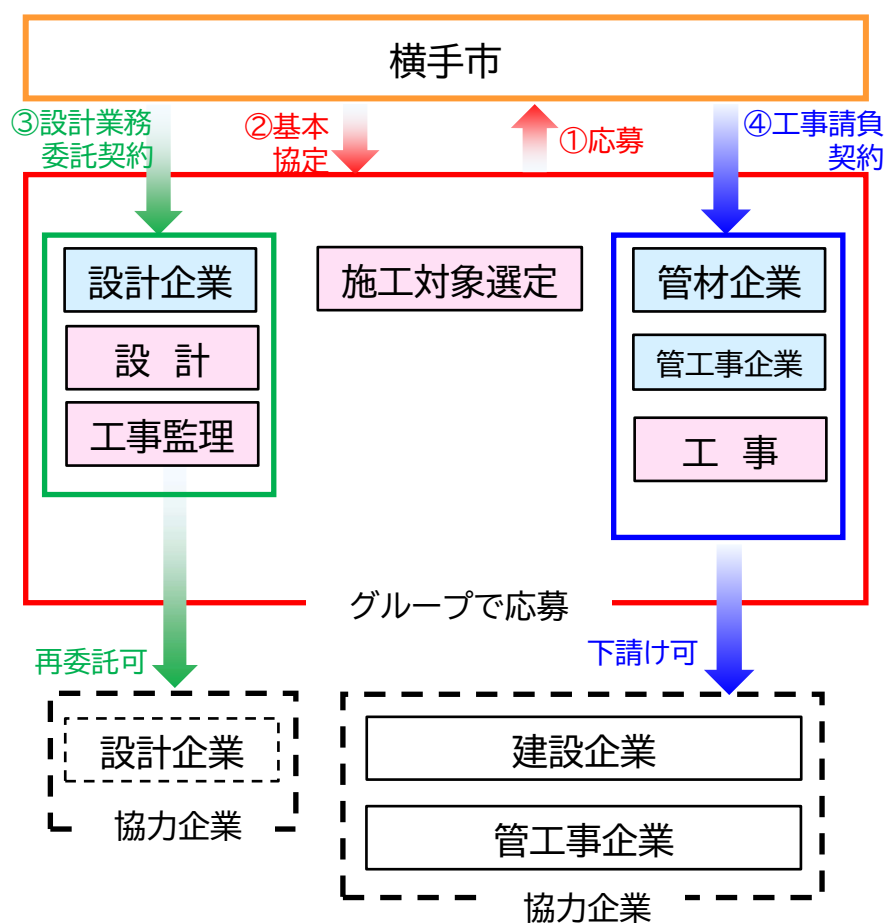 横手市
③設計業務
委託契約
②基本
協定
①応募
④工事請負
契約
設計企業
設 計
工事監理
施工対象選定
管材企業
管工事企業
工 事
グループで応募
再委託可
下請け可
設計企業
協力企業
建設企業
管工事企業
協力企業